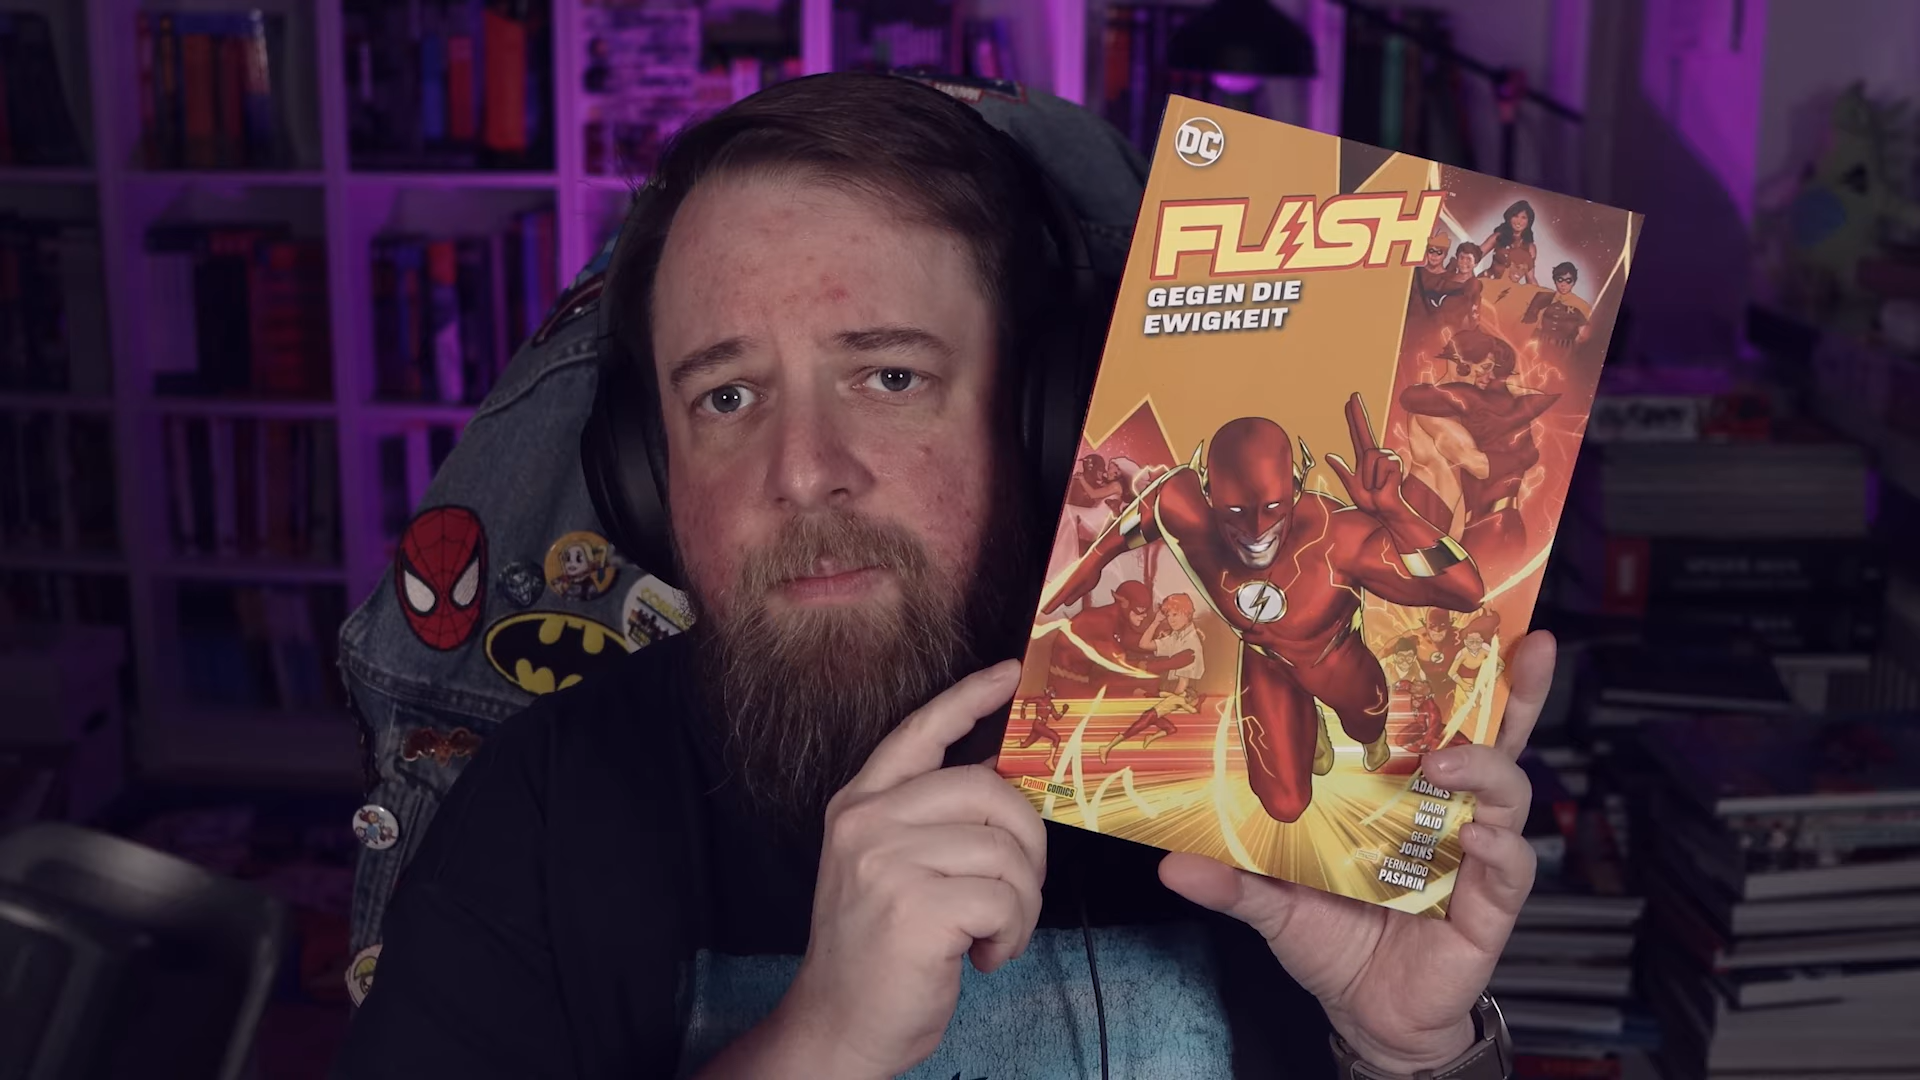 DC
FLASH
GEGEN DIE
EWIGKEIT
PANINI COMICS
ADAMS
MARK
WAID
GEOFF
JOHNS
FERNANDO
PASARIN